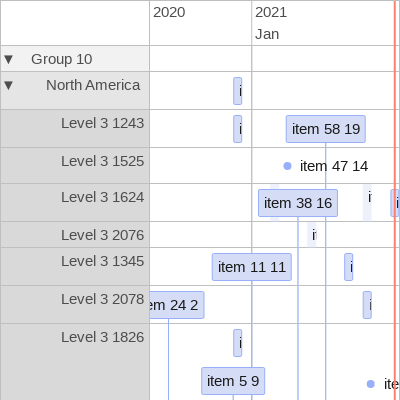 2020
2021
Jan
▼ Group 10
▼ North America
Level 3 1243
item 58 19
Level 3 1525
item 47 14
Level 3 1624
item 38 16
Level 3 2076
Level 3 1345
item 11 11
Level 3 2078
em 24 2
Level 3 1826
item 5 9